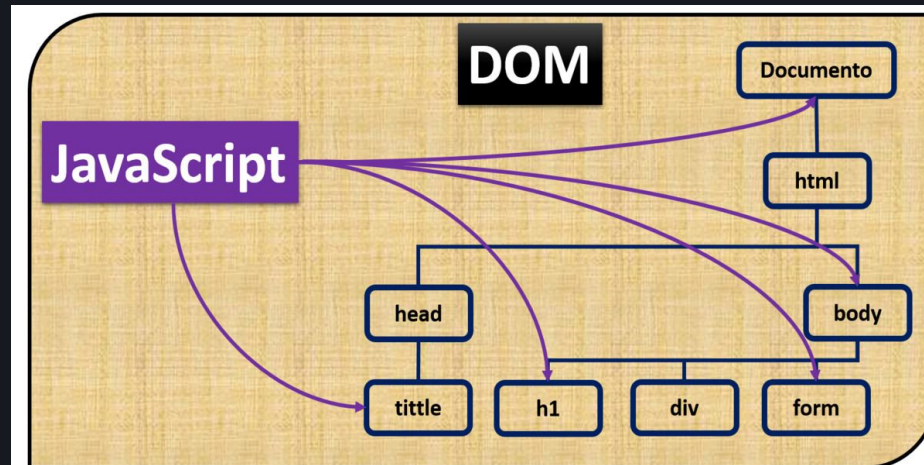 DOM
Documento
JavaScript
html
head
body
tittle
h1
div
form